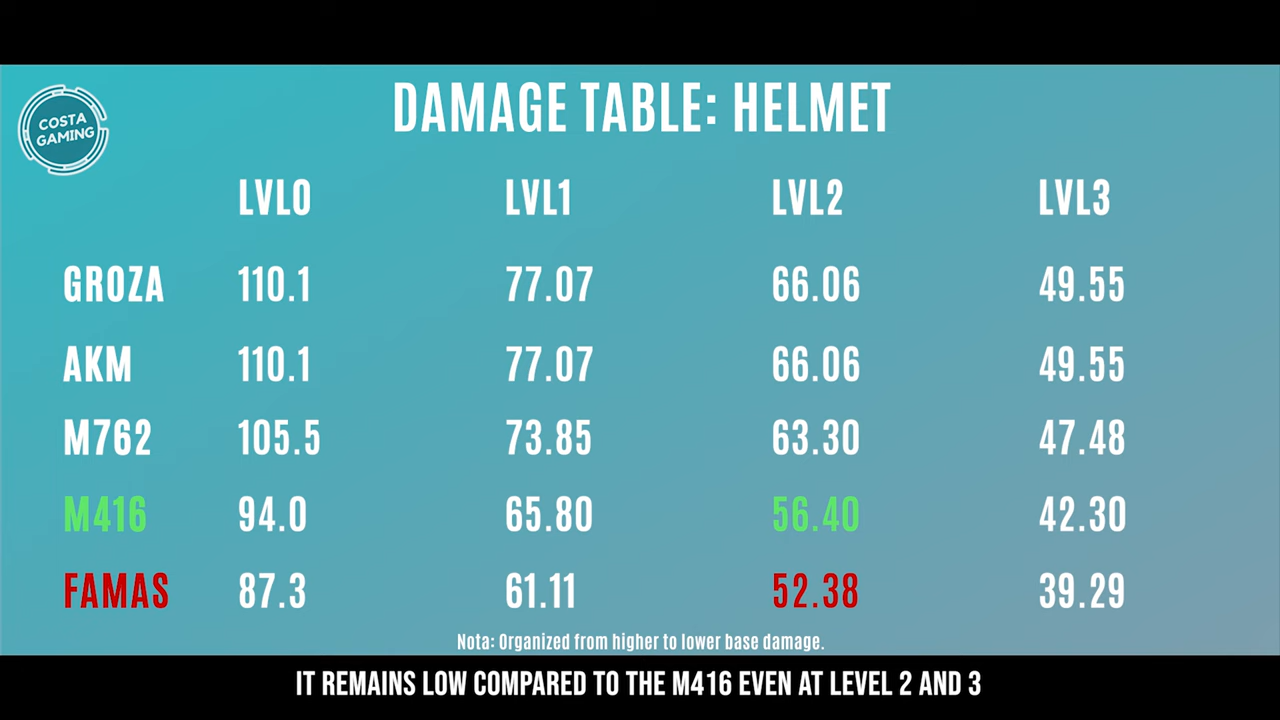 COSTA
GAMING
DAMAGE TABLE: HELMET
LVL0 LVL1 LVL2 LVL3
GROZA 110.1 77.07 66.06 49.55
AKM 110.1 77.07 66.06 49.55
M762 105.5 73.85 63.30 47.48
M416 94.0 65.80 56.40 42.30
FAMAS 87.3 61.11 52.38 39.29
Nota: Organized from higher to lower base damage.
IT REMAINS LOW COMPARED TO THE M416 EVEN AT LEVEL 2 AND 3